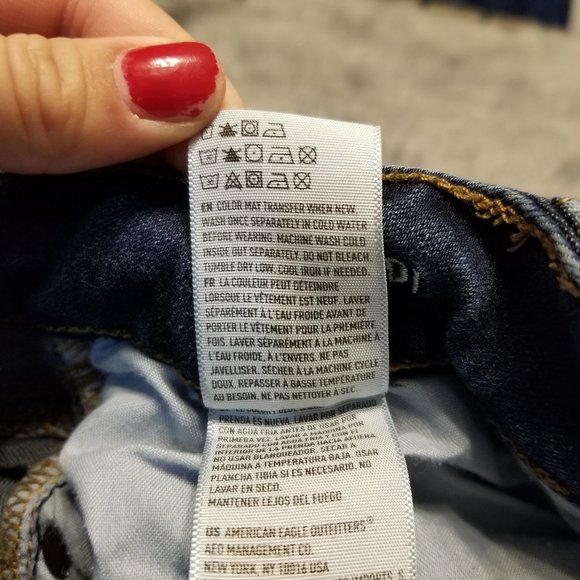 EN COLOR MAY TRANSFER WHEN NEW.
WASH ONCE SEPARATELY IN COLD WATER
BEFORE WEARING. MACHINE WASH COLD
INSIDE OUT SEPARATELY. DO NOT BLEACH.
TUMBLE DRY LOW. COOL IRON IF NEEDED.
FR LA COULEUR PEUT DÉTEINDRE
LORSQUE LE VÊTEMENT EST NEUF. LAVER
SÉPARÉMENT À L'EAU FROIDE AVANT DE
PORTER LE VÊTEMENT POUR LA PREMIÈRE
FOIS. LAVER SÉPARÉMENT À LA MACHINE À
L'EAU FROIDE, À L'ENVERS. NE PAS
JAVELLISER. SÉCHER À LA MACHINE CYCLE
DOUX. REPASSER À BASSE TEMPÉRATURE
AU BESOIN. NE PAS NETTOYER À SEC.
PRENDA ES NUEVA. LAVAR POR SEPARADO
CON AGUA FRÍA ANTES DE USAR POR
PRIMERA VEZ. LAVAR A MÁQUINA CON EL
INTERIOR DE LA PRENDA HACIA AFUERA
NO USAR BLANQUEADOR. SECAR A
MÁQUINA A TEMPERATURA BAJA. USAR
PLANCHA TIBIA SI ES NECESARIO. NO
LAVAR EN SECO.
MANTENER LEJOS DEL FUEGO
US AMERICAN EAGLE OUTFITTERS®
AEO MANAGEMENT CO.
NEW YORK, NY 10016 USA